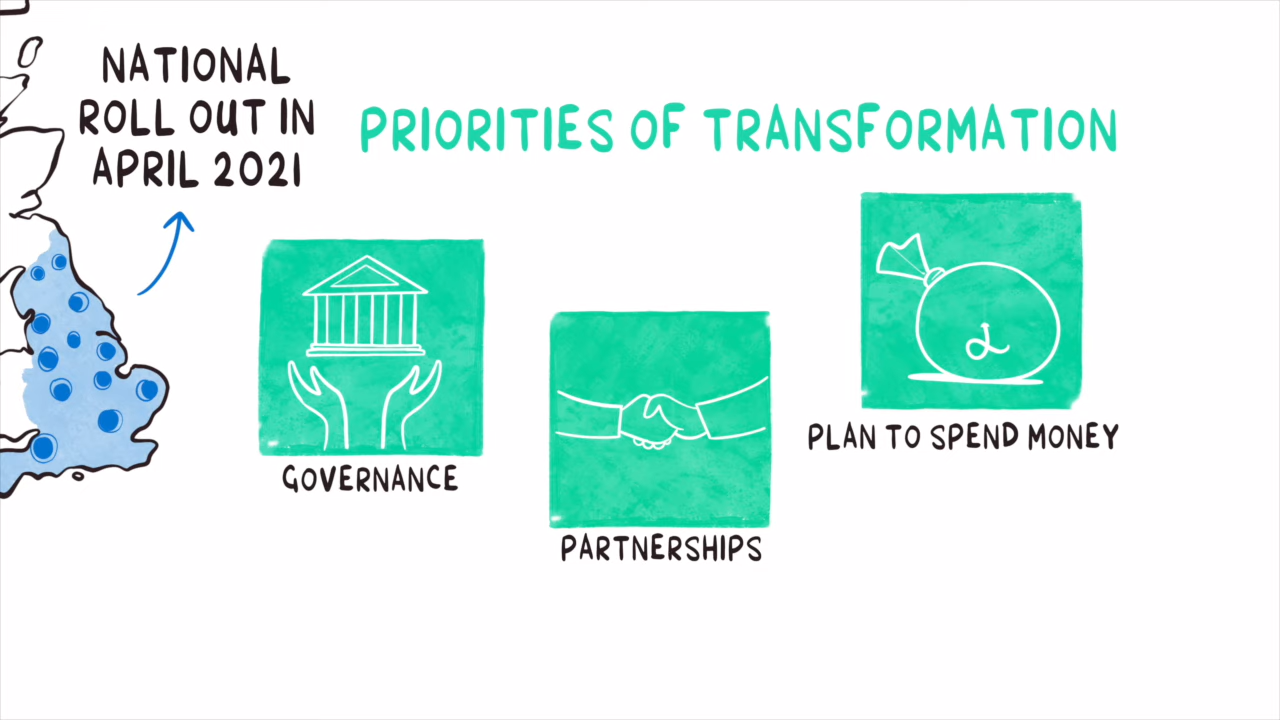 NATIONAL
ROLL OUT IN
APRIL 2021
PRIORITIES OF TRANSFORMATION
GOVERNANCE
PARTNERSHIPS
£
PLAN TO SPEND MONEY